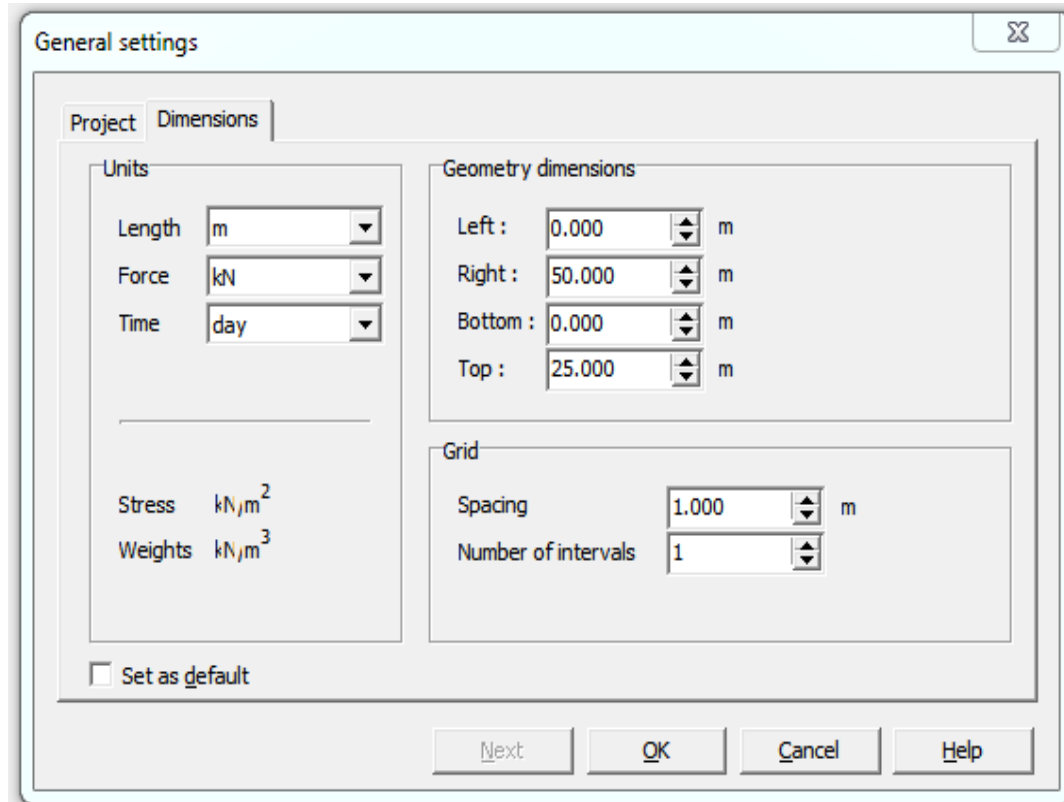 General settings
Project Dimensions
Units
Length m
Force kN
Time day
Stress kN/m²
Weights kN/m³
Geometry dimensions
Left : 0.000 m
Right : 50.000 m
Bottom : 0.000 m
Top : 25.000 m
Grid
Spacing 1.000 m
Number of intervals 1
Set as default
Next OK Cancel Help